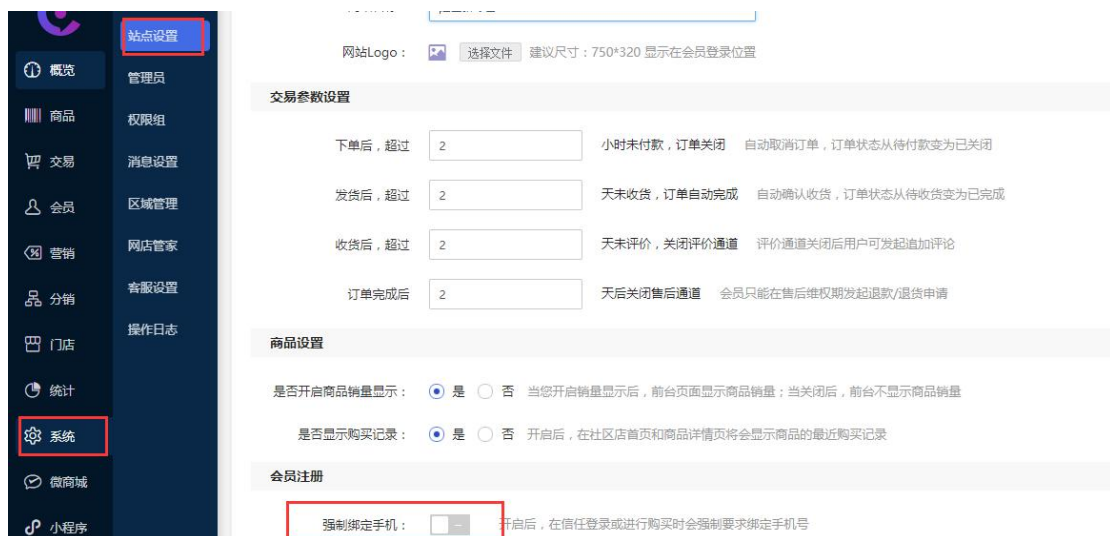 站点设置
管理员
权限组
消息设置
区域管理
网店管家
客服设置
操作日志
概览
商品
交易
会员
营销
分销
门店
统计
系统
微商城
小程序
网站Logo： 选择文件 建议尺寸：750*320 显示在会员登录位置
交易参数设置
下单后，超过 2 小时未付款，订单关闭 自动取消订单，订单状态从待付款变为已关闭
发货后，超过 2 天未收货，订单自动完成 自动确认收货，订单状态从待收货变为已完成
收货后，超过 2 天未评价，关闭评价通道 评价通道关闭后用户可发起追加评论
订单完成后 2 天后关闭售后通道 会员只能在售后维权期发起退款/退货申请
商品设置
是否开启商品销量显示： 是 否 当您开启销量显示后，前台页面显示商品销量；当关闭后，前台不显示商品销量
是否显示购买记录： 是 否 开启后，在社区店首页和商品详情页将会显示商品的最近购买记录
会员注册
强制绑定手机： 开启后，在信任登录或进行购买时会强制要求绑定手机号